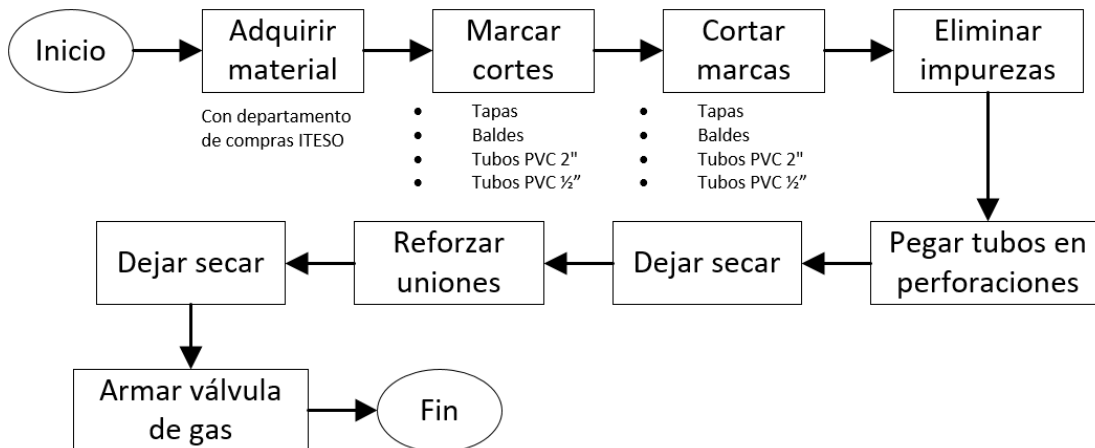 Inicio
Adquirir
material
Marcar
cortes
Cortar
marcas
Eliminar
impurezas
Con departamento
de compras ITESO
• Tapas
• Baldes
• Tubos PVC 2"
• Tubos PVC ½”
• Tapas
• Baldes
• Tubos PVC 2"
• Tubos PVC ½”
Pegar tubos en
perforaciones
Dejar secar
Reforzar
uniones
Dejar secar
Armar válvula
de gas
Fin